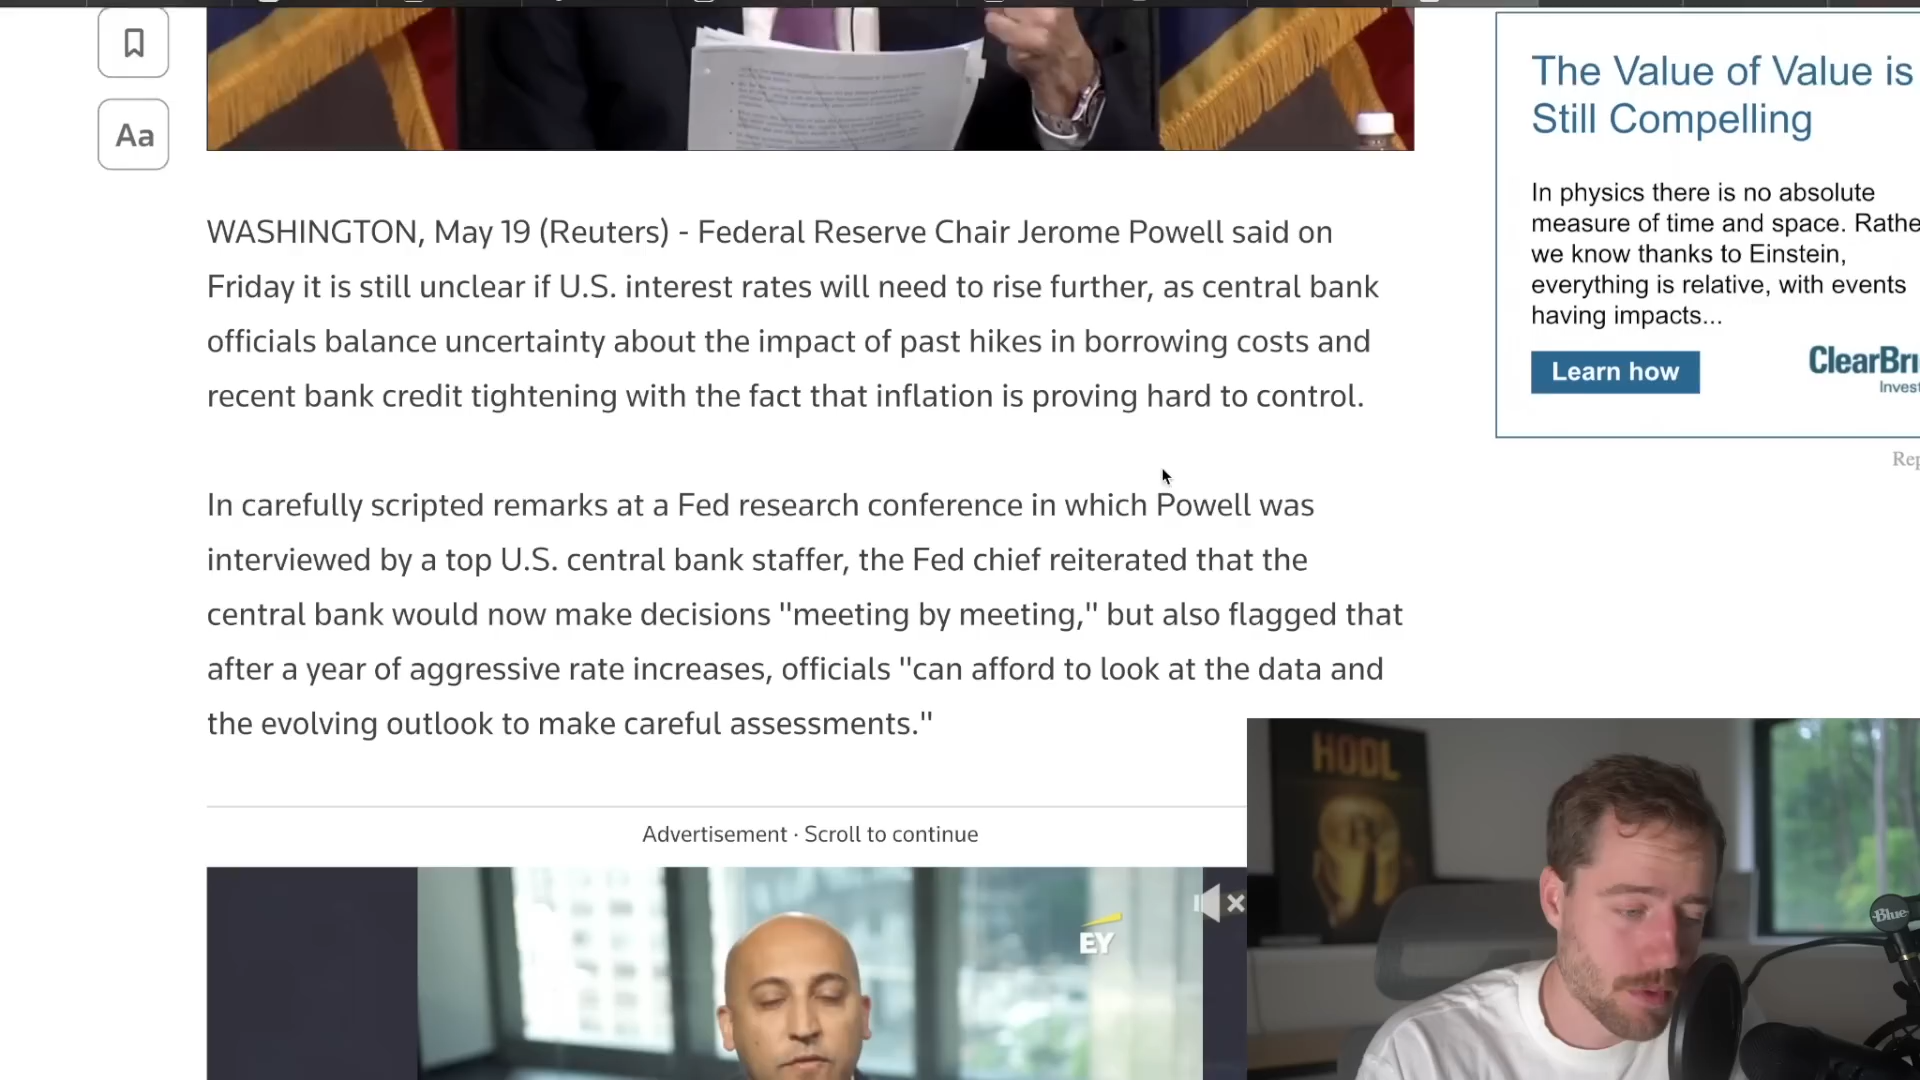 Aa
WASHINGTON, May 19 (Reuters) - Federal Reserve Chair Jerome Powell said on
Friday it is still unclear if U.S. interest rates will need to rise further, as central bank
officials balance uncertainty about the impact of past hikes in borrowing costs and
recent bank credit tightening with the fact that inflation is proving hard to control.
In carefully scripted remarks at a Fed research conference in which Powell was
interviewed by a top U.S. central bank staffer, the Fed chief reiterated that the
central bank would now make decisions "meeting by meeting," but also flagged that
after a year of aggressive rate increases, officials "can afford to look at the data and
the evolving outlook to make careful assessments."
Advertisement · Scroll to continue
EY
The Value of Value is
Still Compelling
In physics there is no absolute
measure of time and space. Rathe
we know thanks to Einstein,
everything is relative, with events
having impacts...
Learn how
ClearBri
Invest
Rep
HODL
Blue